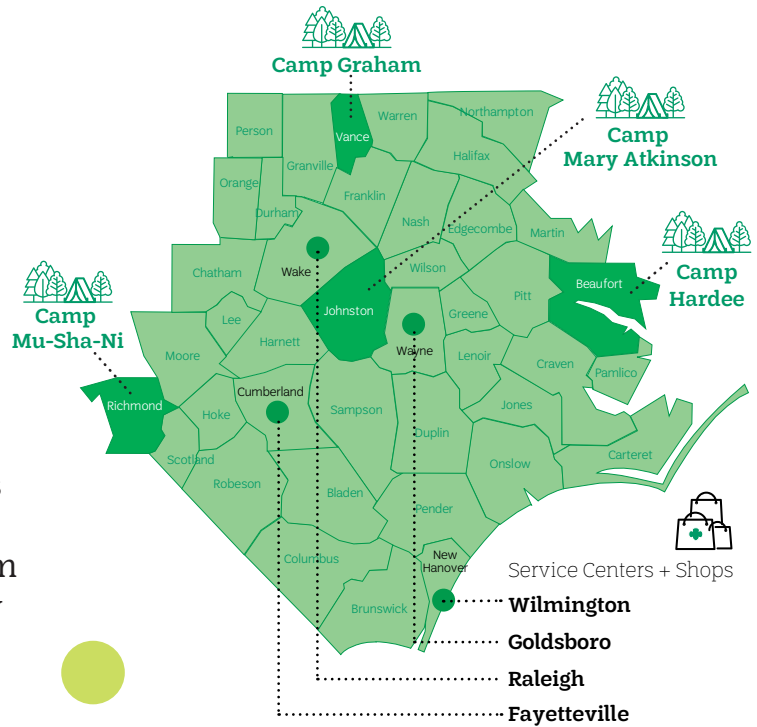 Camp Graham
Camp
Mary Atkinson
Camp
Hardee
Camp
Mu-Sha-Ni
Person
Vance
Warren
Northampton
Granville
Halifax
Orange
Durham
Franklin
Nash
Edgecombe
Martin
Chatham
Wake
Wilson
Beaufort
Johnston
Pitt
Lee
Greene
Moore
Harnett
Wayne
Lenoir
Craven
Pamlico
Richmond
Cumberland
Hoke
Sampson
Jones
Duplin
Scotland
Onslow
Carteret
Robeson
Bladen
Pender
Columbus
New
Hanover
Brunswick
Service Centers + Shops
Wilmington
Goldsboro
Raleigh
Fayetteville